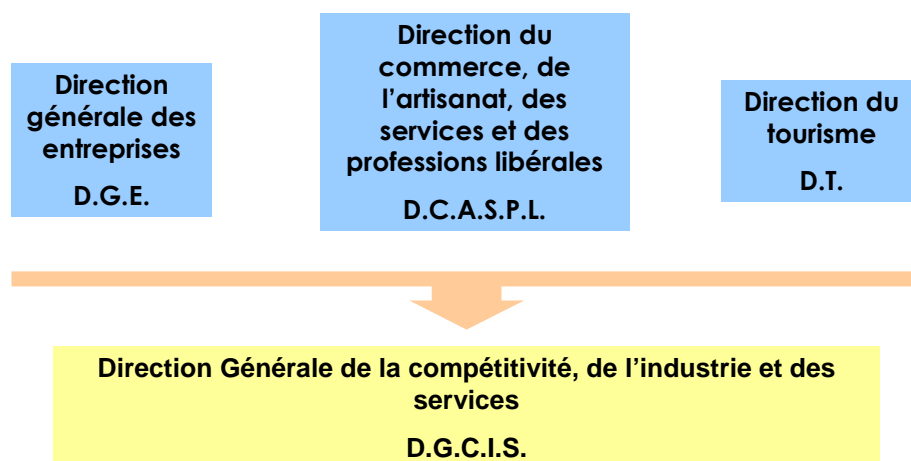 Direction
générale des
entreprises
D.G.E.
Direction du
commerce, de
l’artisanat, des
services et des
professions libérales
D.C.A.S.P.L.
Direction du
tourisme
D.T.
Direction Générale de la compétitivité, de l’industrie et des
services
D.G.C.I.S.